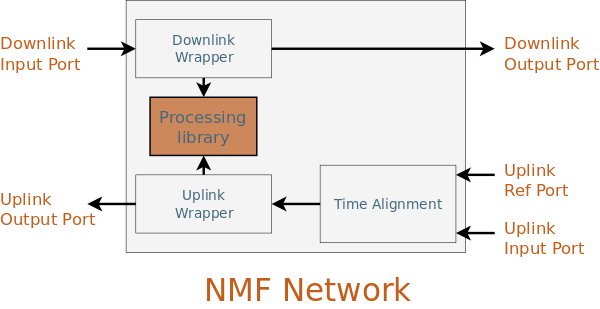 Downlink
Input Port
Downlink
Wrapper
Downlink
Output Port
Processing
library
Uplink
Output Port
Uplink
Wrapper
Time Alignment
Uplink
Ref Port
Uplink
Input Port
NMF Network